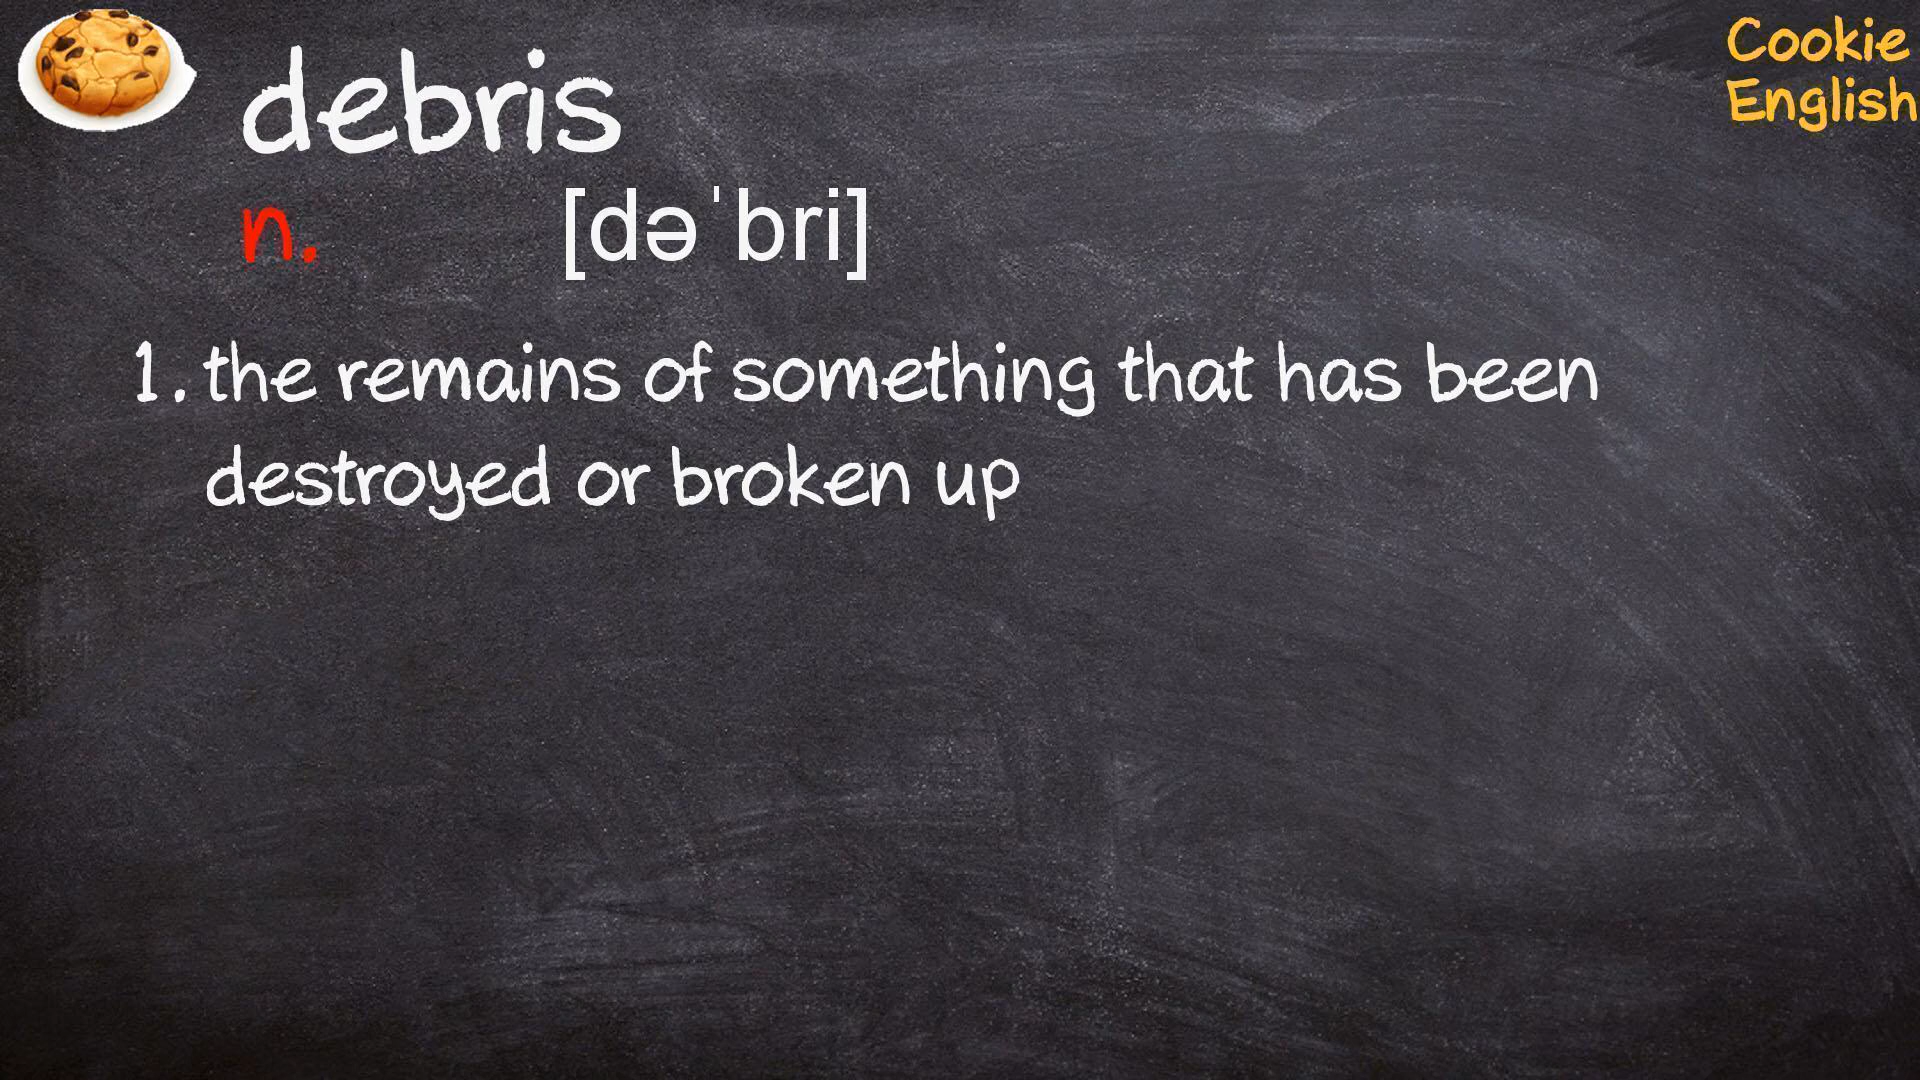 debris
n. [dəˈbri]
1. the remains of something that has been
destroyed or broken up
Cookie
English